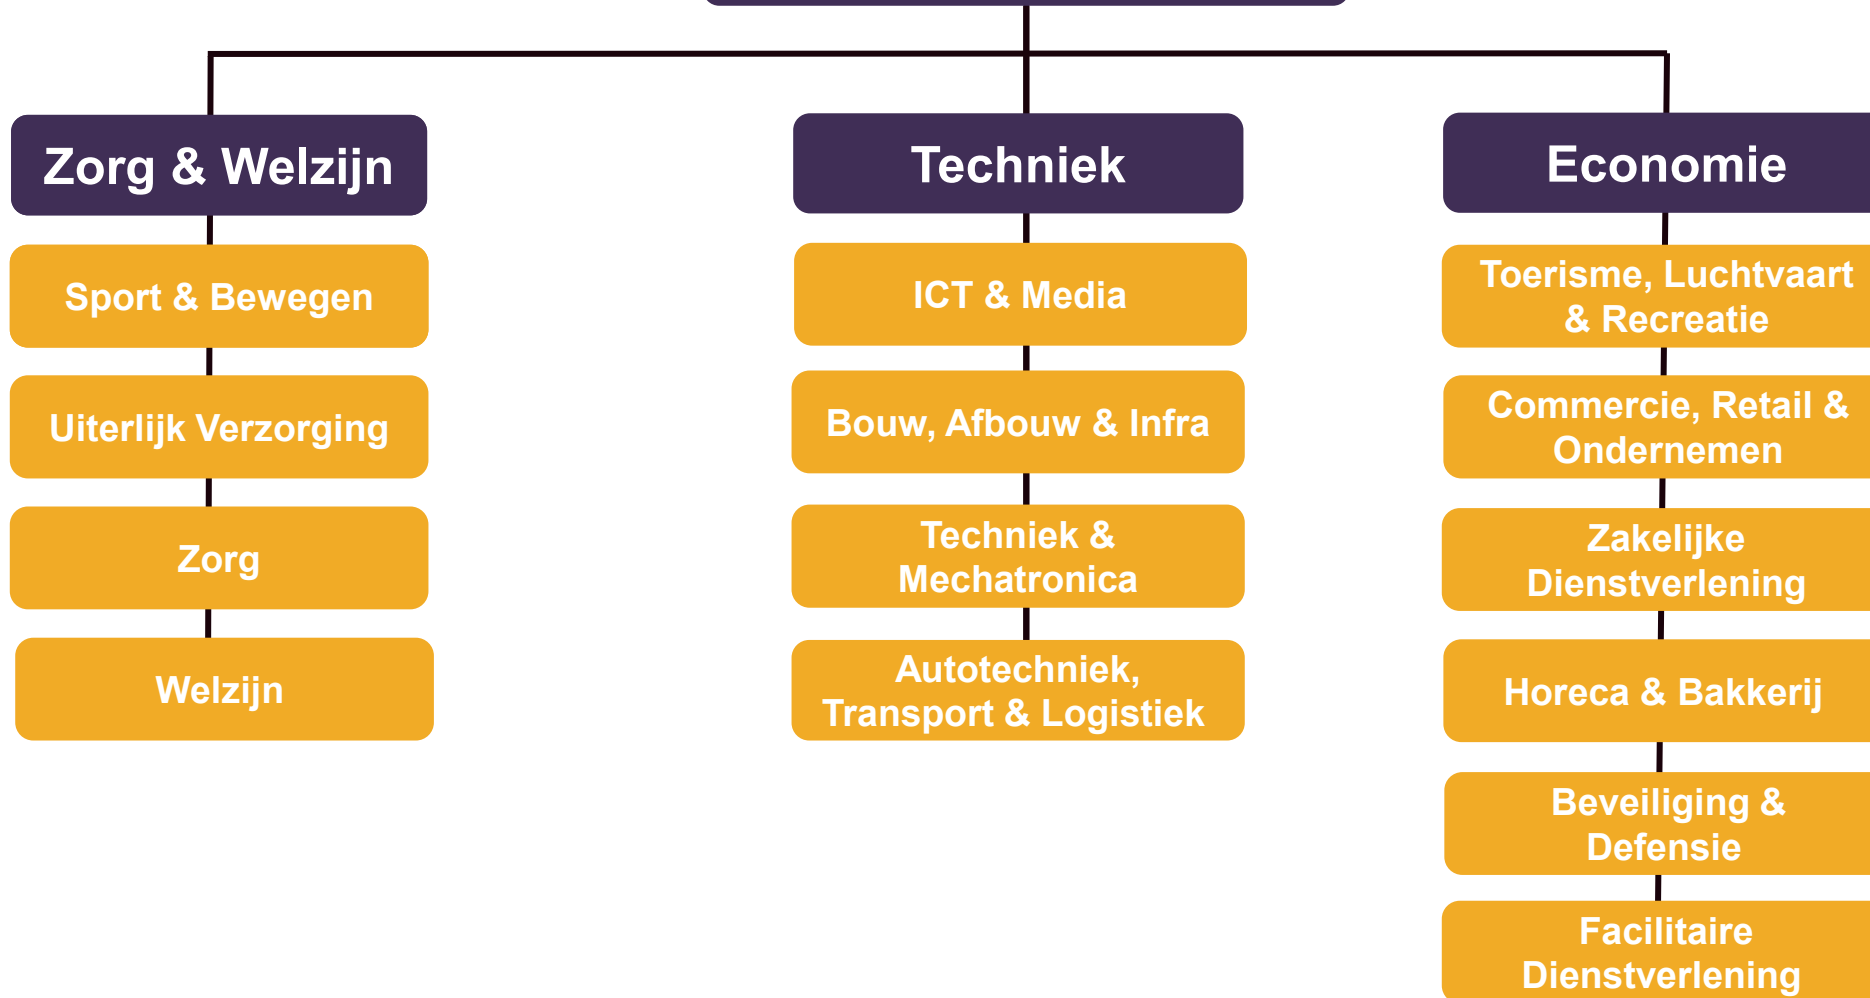 Zorg & Welzijn
Sport & Bewegen
Uiterlijk Verzorging
Zorg
Welzijn
Techniek
ICT & Media
Bouw, Afbouw & Infra
Techniek &
Mechatronica
Autotechniek,
Transport & Logistiek
Economie
Toerisme, Luchtvaart
& Recreatie
Commercie, Retail &
Ondernemen
Zakelijke
Dienstverlening
Horeca & Bakkerij
Beveiliging &
Defensie
Facilitaire
Dienstverlening